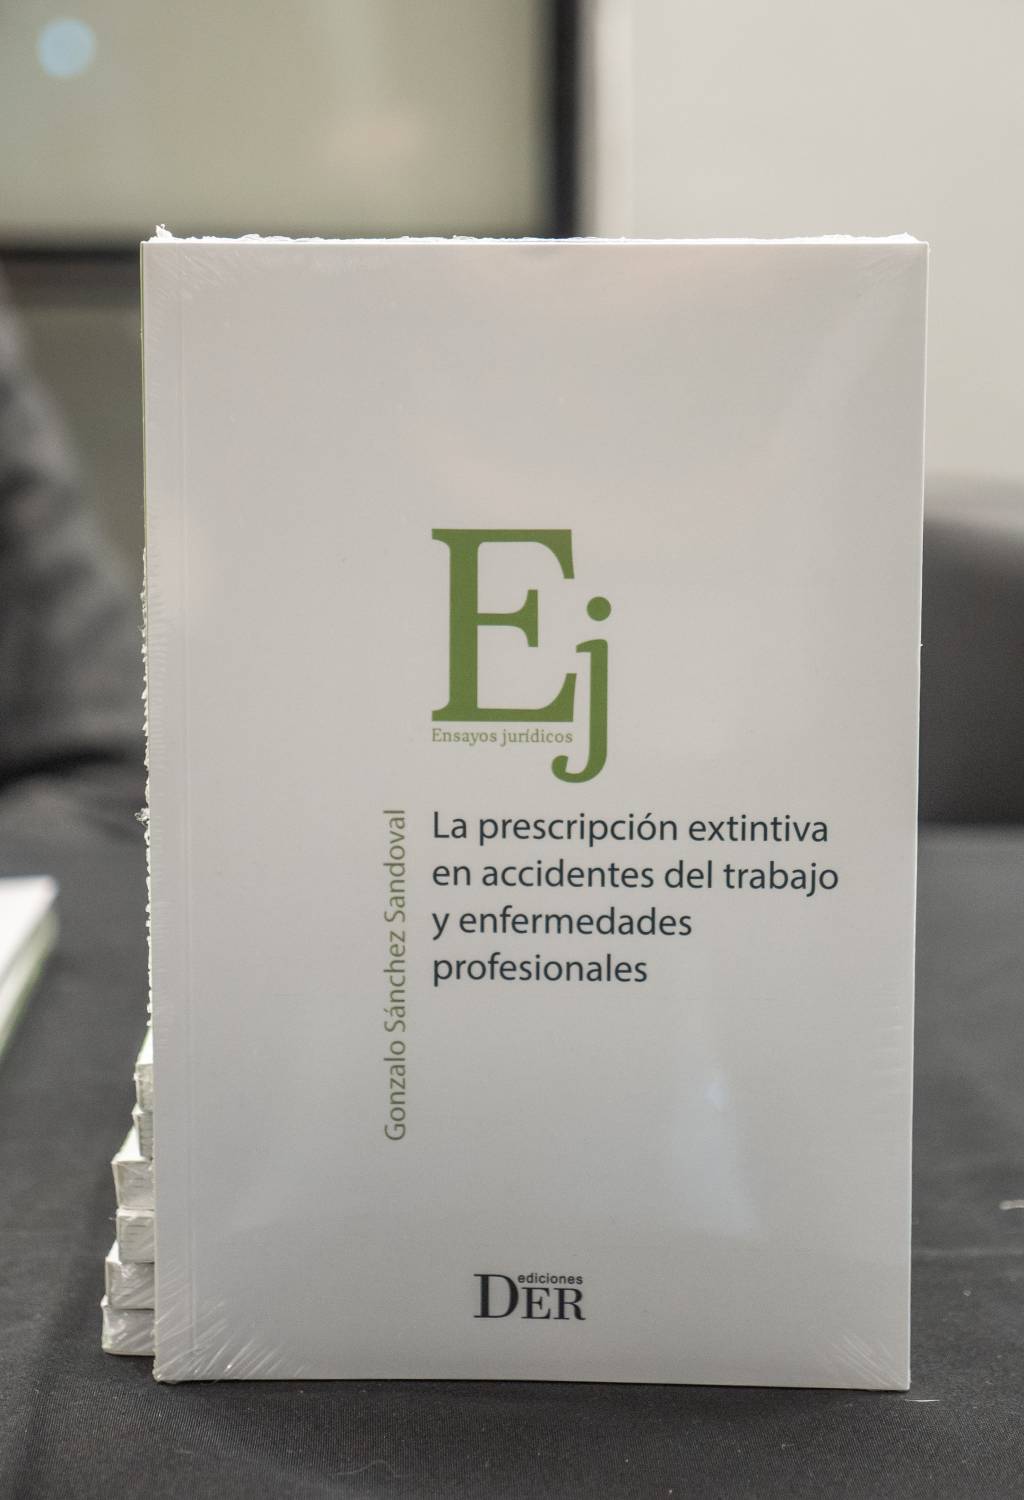 Ej
Ensayos jurídicos
Gonzalo Sánchez Sandoval
La prescripción extintiva
en accidentes del trabajo
y enfermedades
profesionales
ediciones
DER